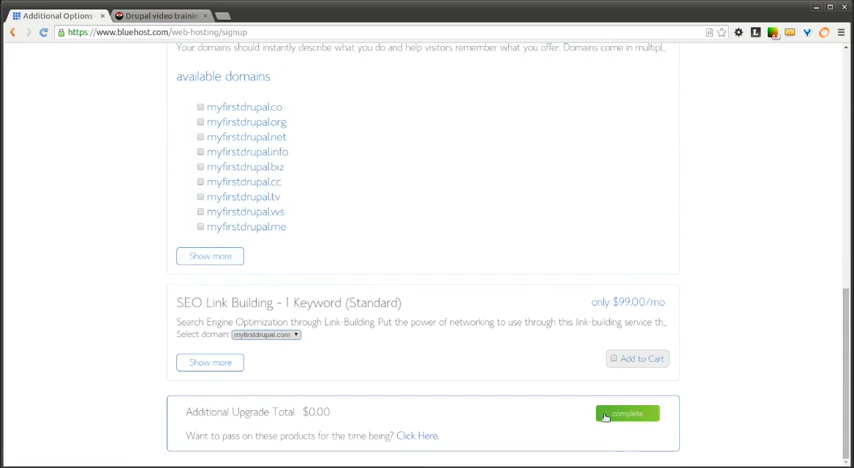 Additional Options
Drupal video trainin
https://www.bluehost.com/web-hosting/signup
Your domains should instantly describe what you do and help visitors remember what you offer. Domains come in multipl...
available domains
myfirstdrupal.co
myfirstdrupal.org
myfirstdrupal.net
myfirstdrupal.info
myfirstdrupal.biz
myfirstdrupal.cc
myfirstdrupal.tv
myfirstdrupal.ws
myfirstdrupal.me
Show more
SEO Link Building - 1 Keyword (Standard)
only $99.00/mo
Search Engine Optimization through Link-Building. Put the power of networking to use through this link-building service th...
Select domain: myfirstdrupal.com
Add to Cart
Show more
Additional Upgrade Total $0.00
complete
Want to pass on these products for the time being? Click Here.